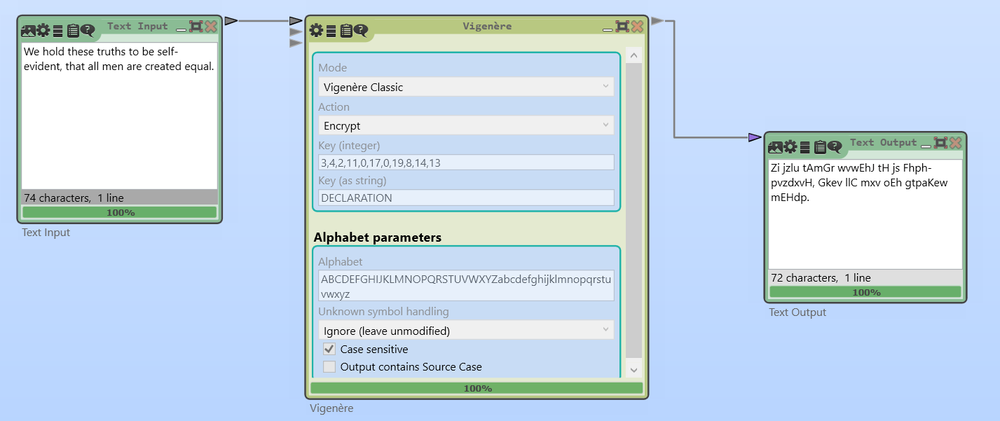 Text Input
We hold these truths to be self-
evident, that all men are created equal.
74 characters, 1 line
100%
Text Input
Vigenère
Mode
Vigenère Classic
Action
Encrypt
Key (integer)
3,4,2,11,0,17,0,19,8,14,13
Key (as string)
DECLARATION
Alphabet parameters
Alphabet
ABCDEFGHIJKLMNOPQRSTUVWXYZabcdefghijklmnopqrstu
vwxyz
Unknown symbol handling
Ignore (leave unmodified)
Case sensitive
Output contains Source Case
100%
Vigenère
Text Output
Zi jzlu tAmGr wvwEhJ tH js Fhph-
pvzdxvH, Gkev llC mxv oEh gtpaKew
mEHdp.
72 characters, 1 line
100%
Text Output